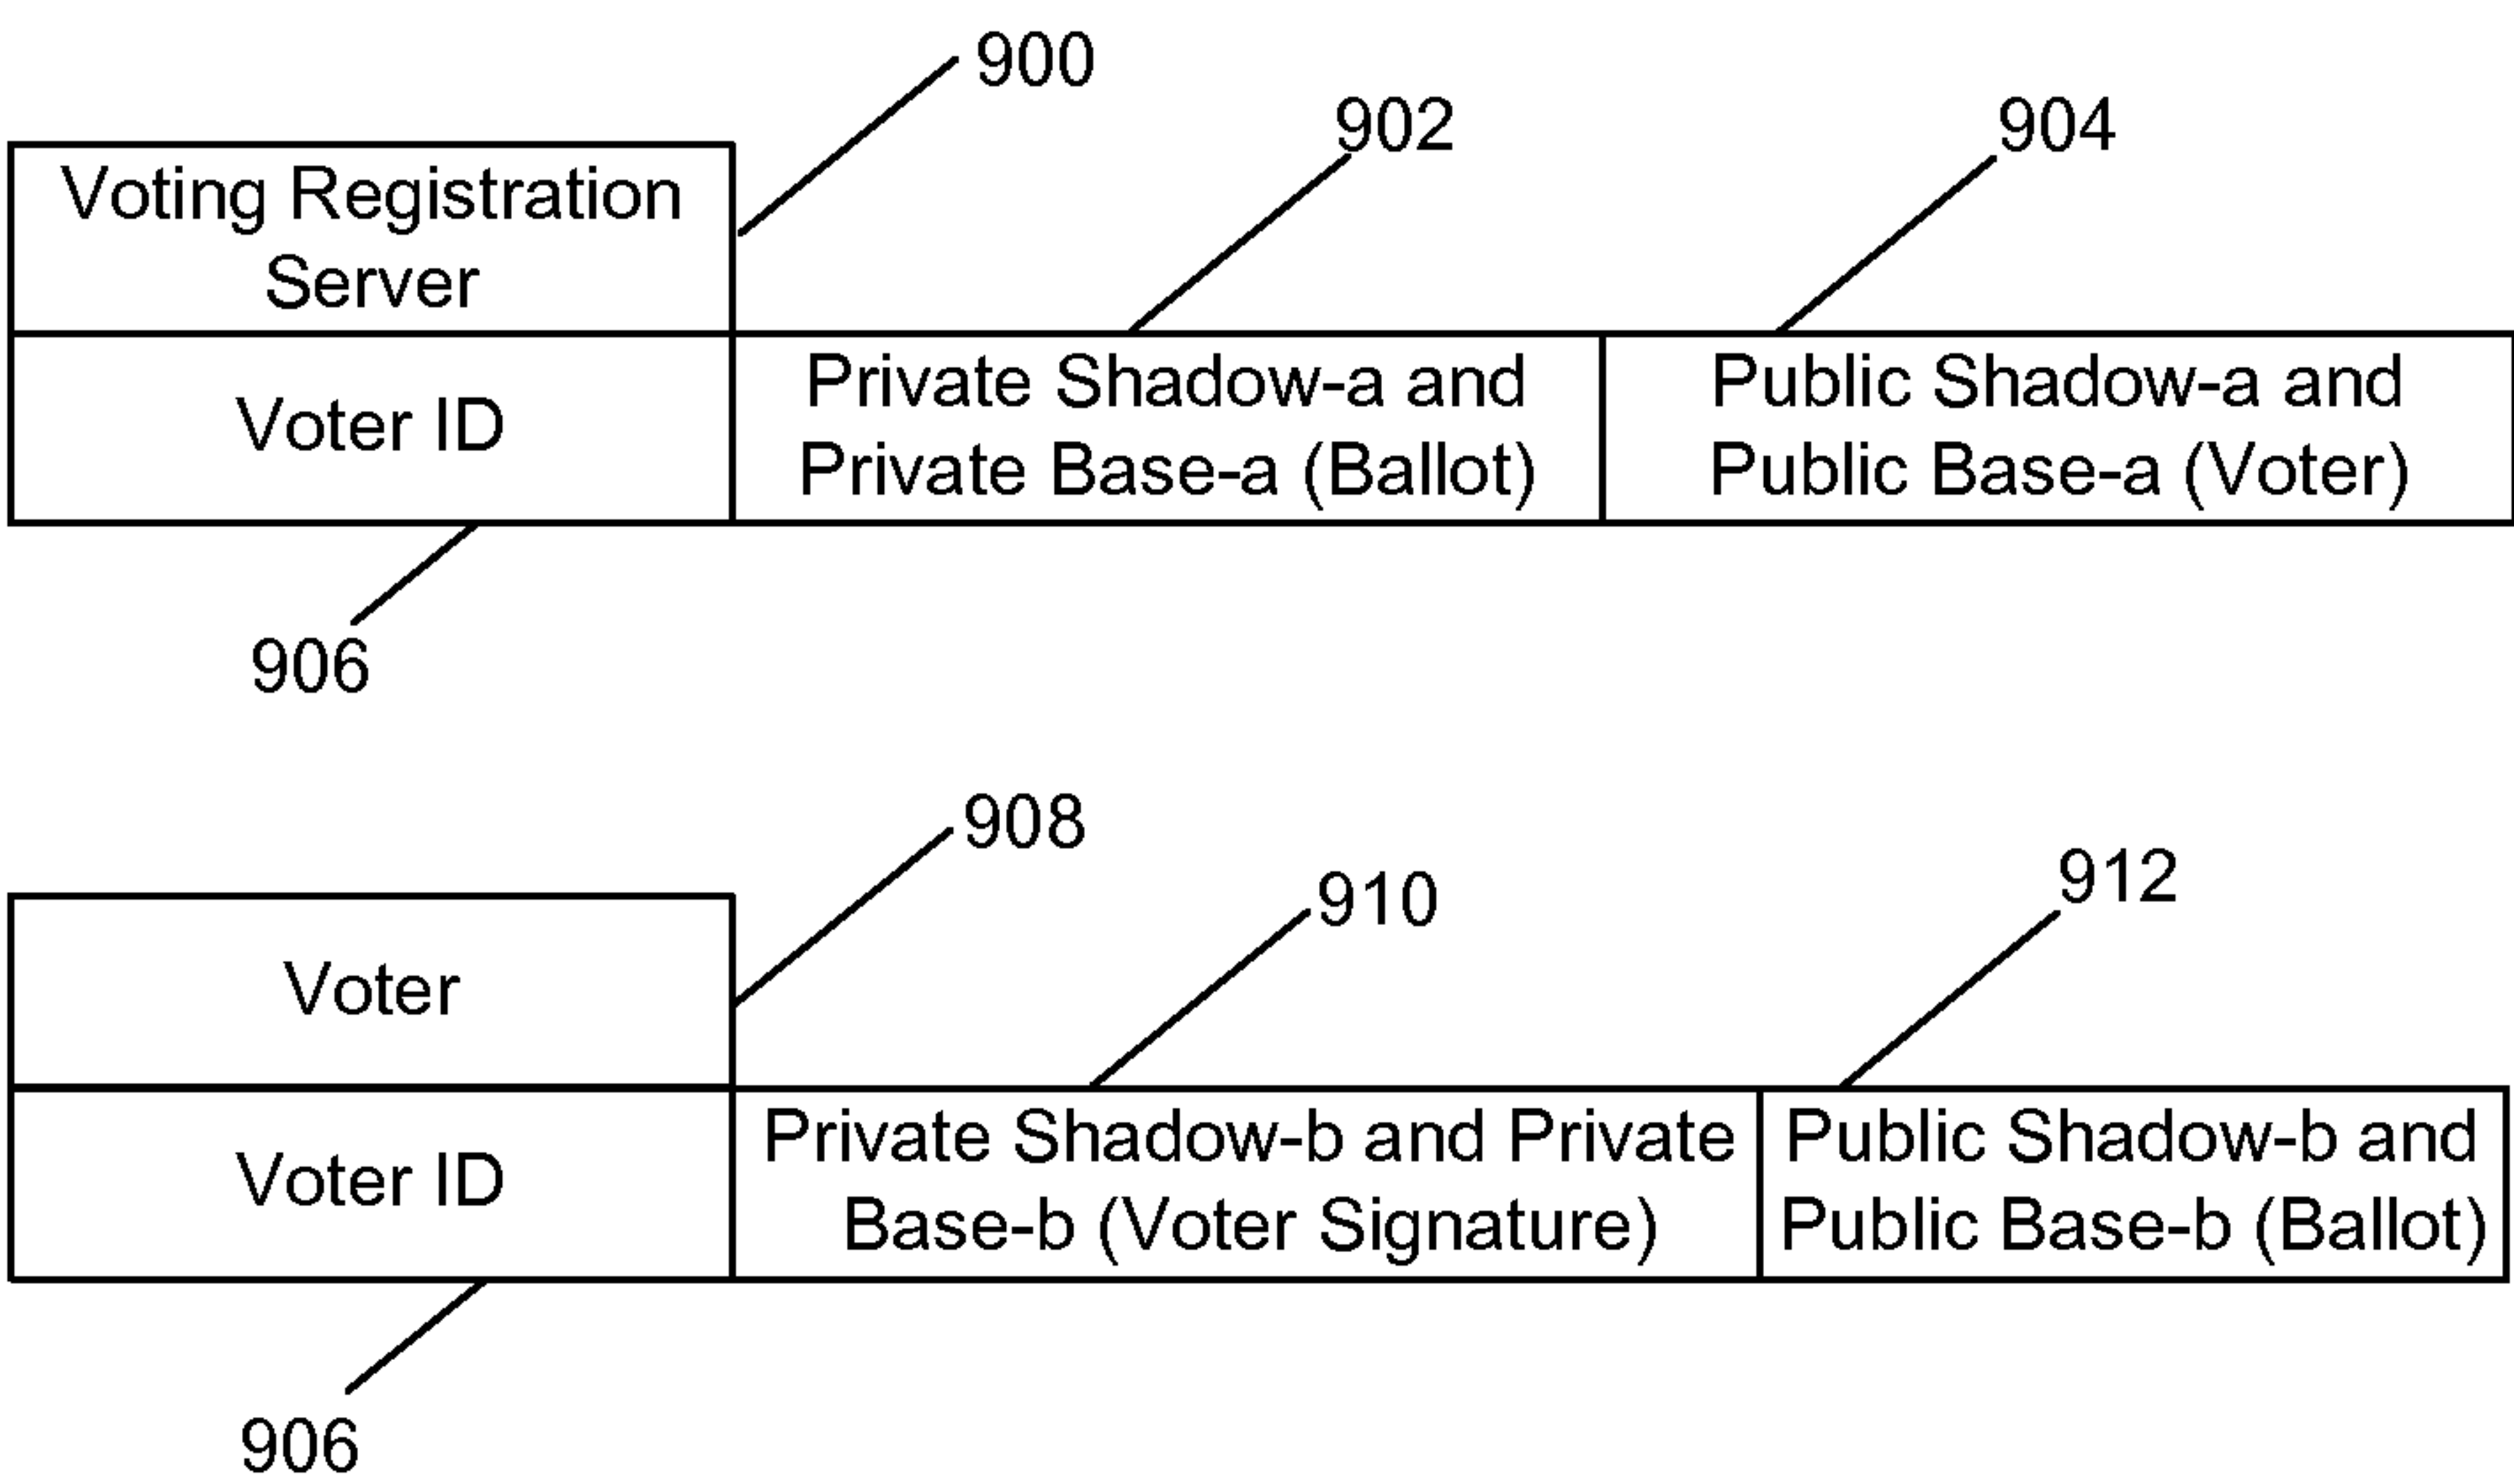 900
902
904
Voting Registration
Server
Voter ID
Private Shadow-a and
Private Base-a (Ballot)
Public Shadow-a and
Public Base-a (Voter)
906
908
910
912
Voter
Voter ID
Private Shadow-b and Private
Base-b (Voter Signature)
Public Shadow-b and
Public Base-b (Ballot)
906